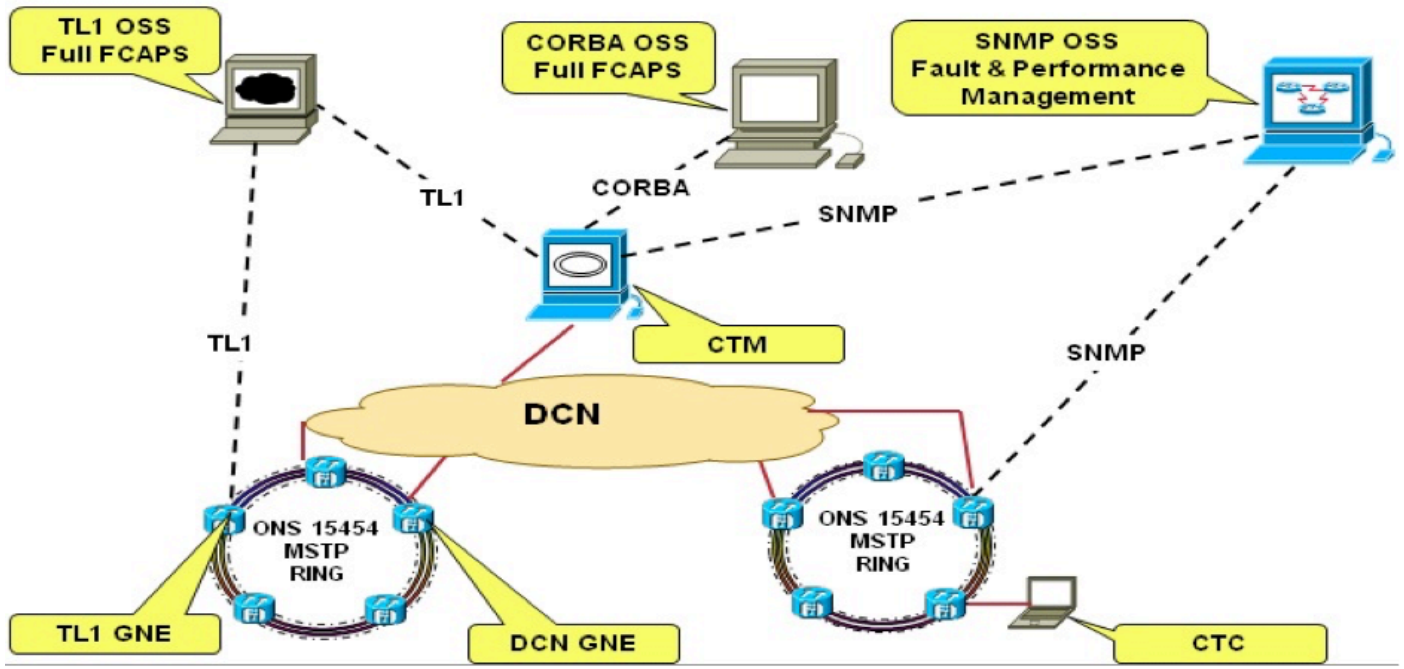 TL1 OSS
Full FCAPS
CORBA OSS
Full FCAPS
SNMP OSS
Fault & Performance
Management
TL1
CORBA
SNMP
TL1
CTM
SNMP
DCN
ONS 15454
MSTP
RING
ONS 15454
MSTP
RING
TL1 GNE
DCN GNE
CTC